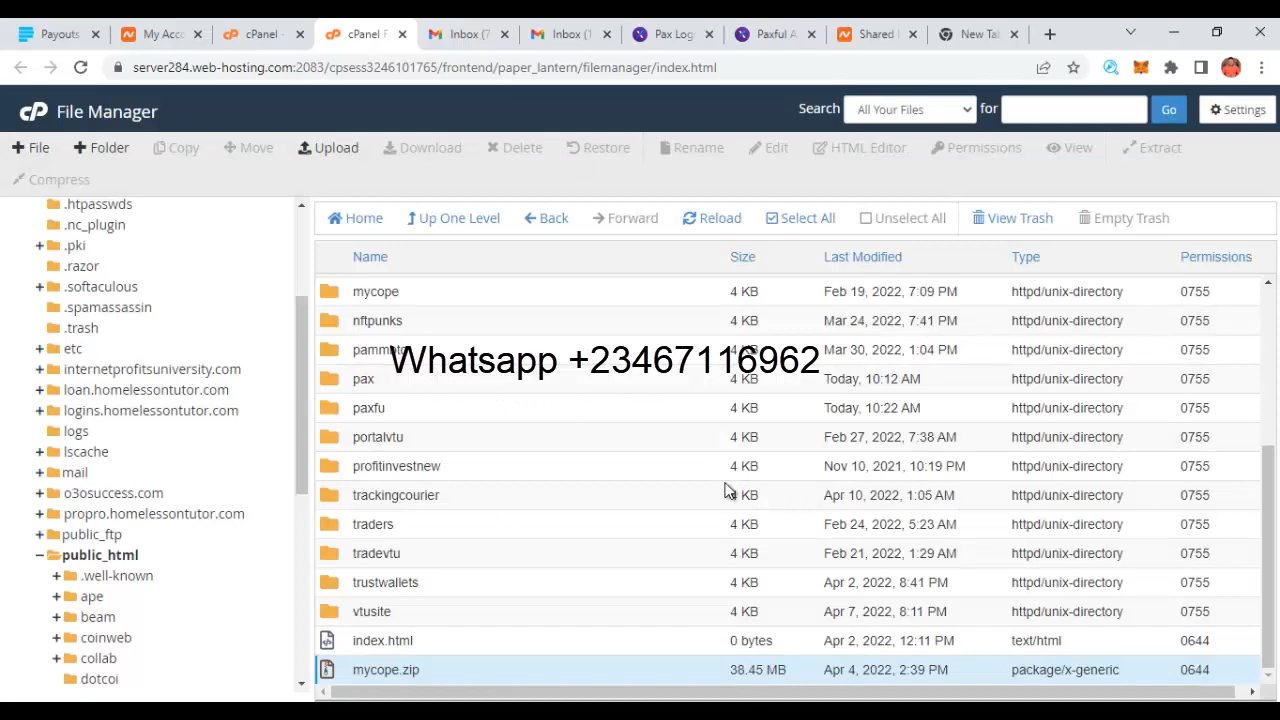 Payouts
My Acc
cPanel -
cPanel F
Inbox (7
Inbox (1
Pax Log
Paxful A
Shared
New Tab
server284.web-hosting.com:2083/cpsess3246101765/frontend/paper_lantern/filemanager/index.html
cP File Manager
Search All Your Files for Go Settings
File Folder Copy Move Upload Download Delete Restore Rename Edit HTML Editor Permissions View Extract
Compress
Home Up One Level Back Forward Reload Select All Unselect All View Trash Empty Trash
.htpasswds
.nc_plugin
.pki
.razor
.softaculous
.spamassassin
.trash
etc
internetprofitsuniversity.com
loan.homelessontutor.com
logins.homelessontutor.com
logs
lscache
mail
o3osuccess.com
propro.homelessontutor.com
public_ftp
public_html
.well-known
ape
beam
coinweb
collab
dotcoi
Name Size Last Modified Type Permissions
mycope 4 KB Feb 19, 2022, 7:09 PM httpd/unix-directory 0755
nftpunks 4 KB Mar 24, 2022, 7:41 PM httpd/unix-directory 0755
4 KB Mar 30, 2022, 1:04 PM httpd/unix-directory 0755
Whatsapp +23467116962
pax 4 KB Today, 10:12 AM httpd/unix-directory 0755
paxfu 4 KB Today, 10:22 AM httpd/unix-directory 0755
portalvtu 4 KB Feb 27, 2022, 7:38 AM httpd/unix-directory 0755
profitinvestnew 4 KB Nov 10, 2021, 10:19 PM httpd/unix-directory 0755
trackingcourier 4 KB Apr 10, 2022, 1:05 AM httpd/unix-directory 0755
traders 4 KB Feb 24, 2022, 5:23 AM httpd/unix-directory 0755
tradevtu 4 KB Feb 21, 2022, 1:29 AM httpd/unix-directory 0755
trustwallets 4 KB Apr 2, 2022, 8:41 PM httpd/unix-directory 0755
vtusite 4 KB Apr 7, 2022, 8:11 PM httpd/unix-directory 0755
index.html 0 bytes Apr 2, 2022, 12:11 PM text/html 0644
mycope.zip 38.45 MB Apr 4, 2022, 2:39 PM package/x-generic 0644